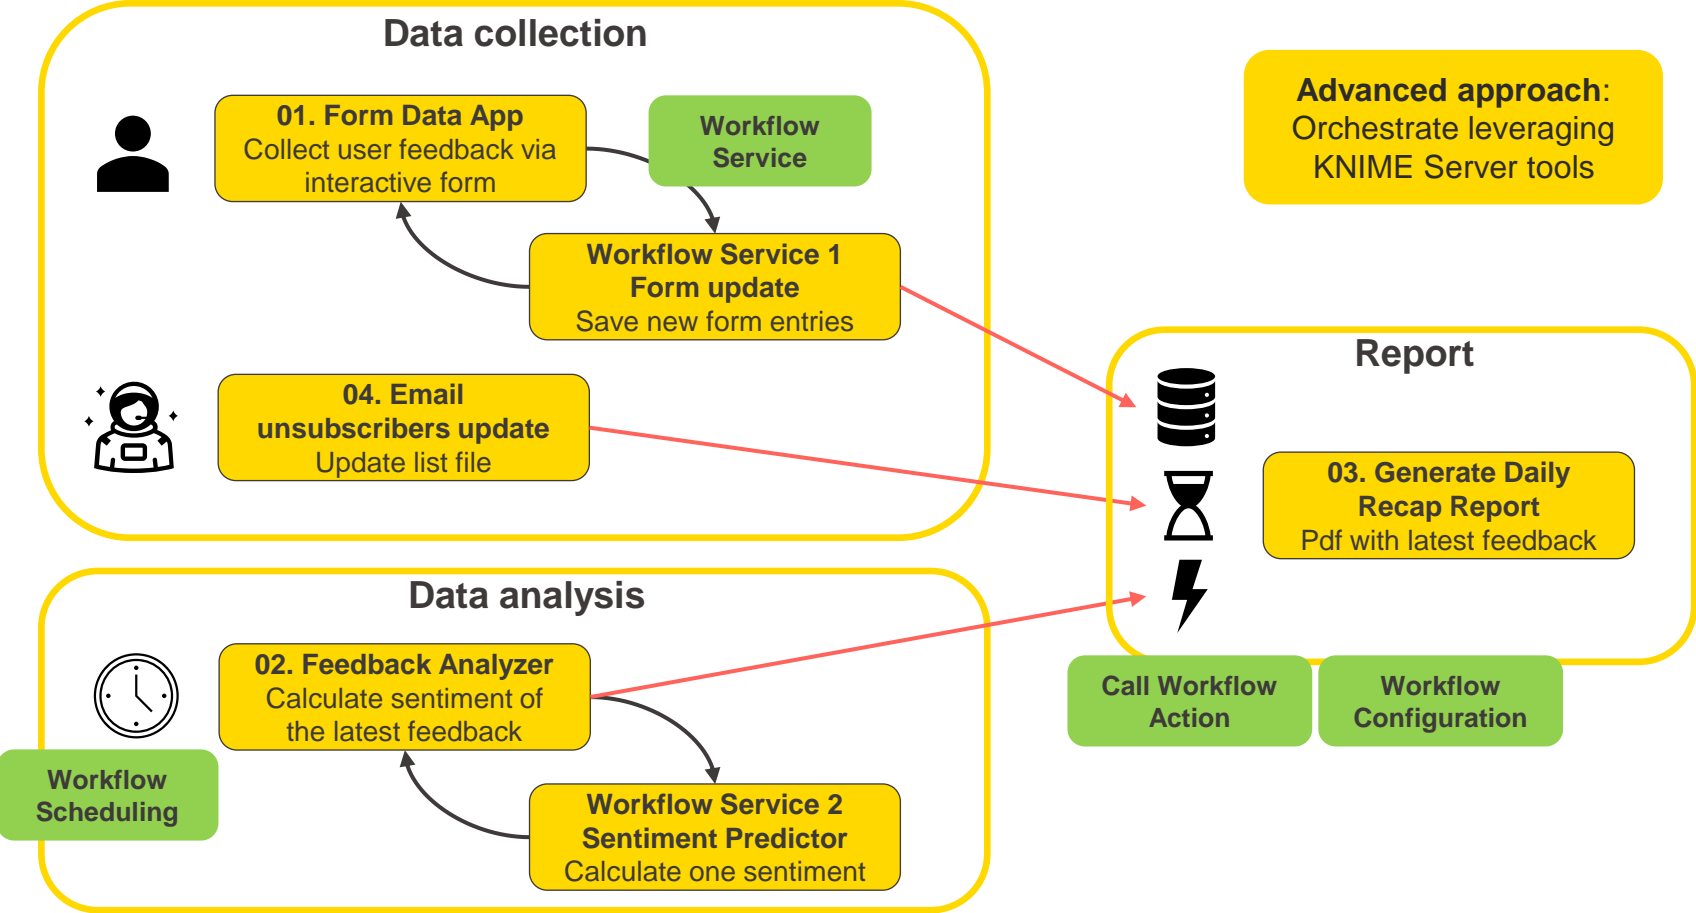 Data collection
01. Form Data App
Collect user feedback via
interactive form
Workflow
Service
Workflow Service 1
Form update
Save new form entries
04. Email
unsubscribers update
Update list file
Advanced approach:
Orchestrate leveraging
KNIME Server tools
Report
03. Generate Daily
Recap Report
Pdf with latest feedback
Call Workflow
Action
Workflow
Configuration
Data analysis
02. Feedback Analyzer
Calculate sentiment of
the latest feedback
Workflow
Scheduling
Workflow Service 2
Sentiment Predictor
Calculate one sentiment